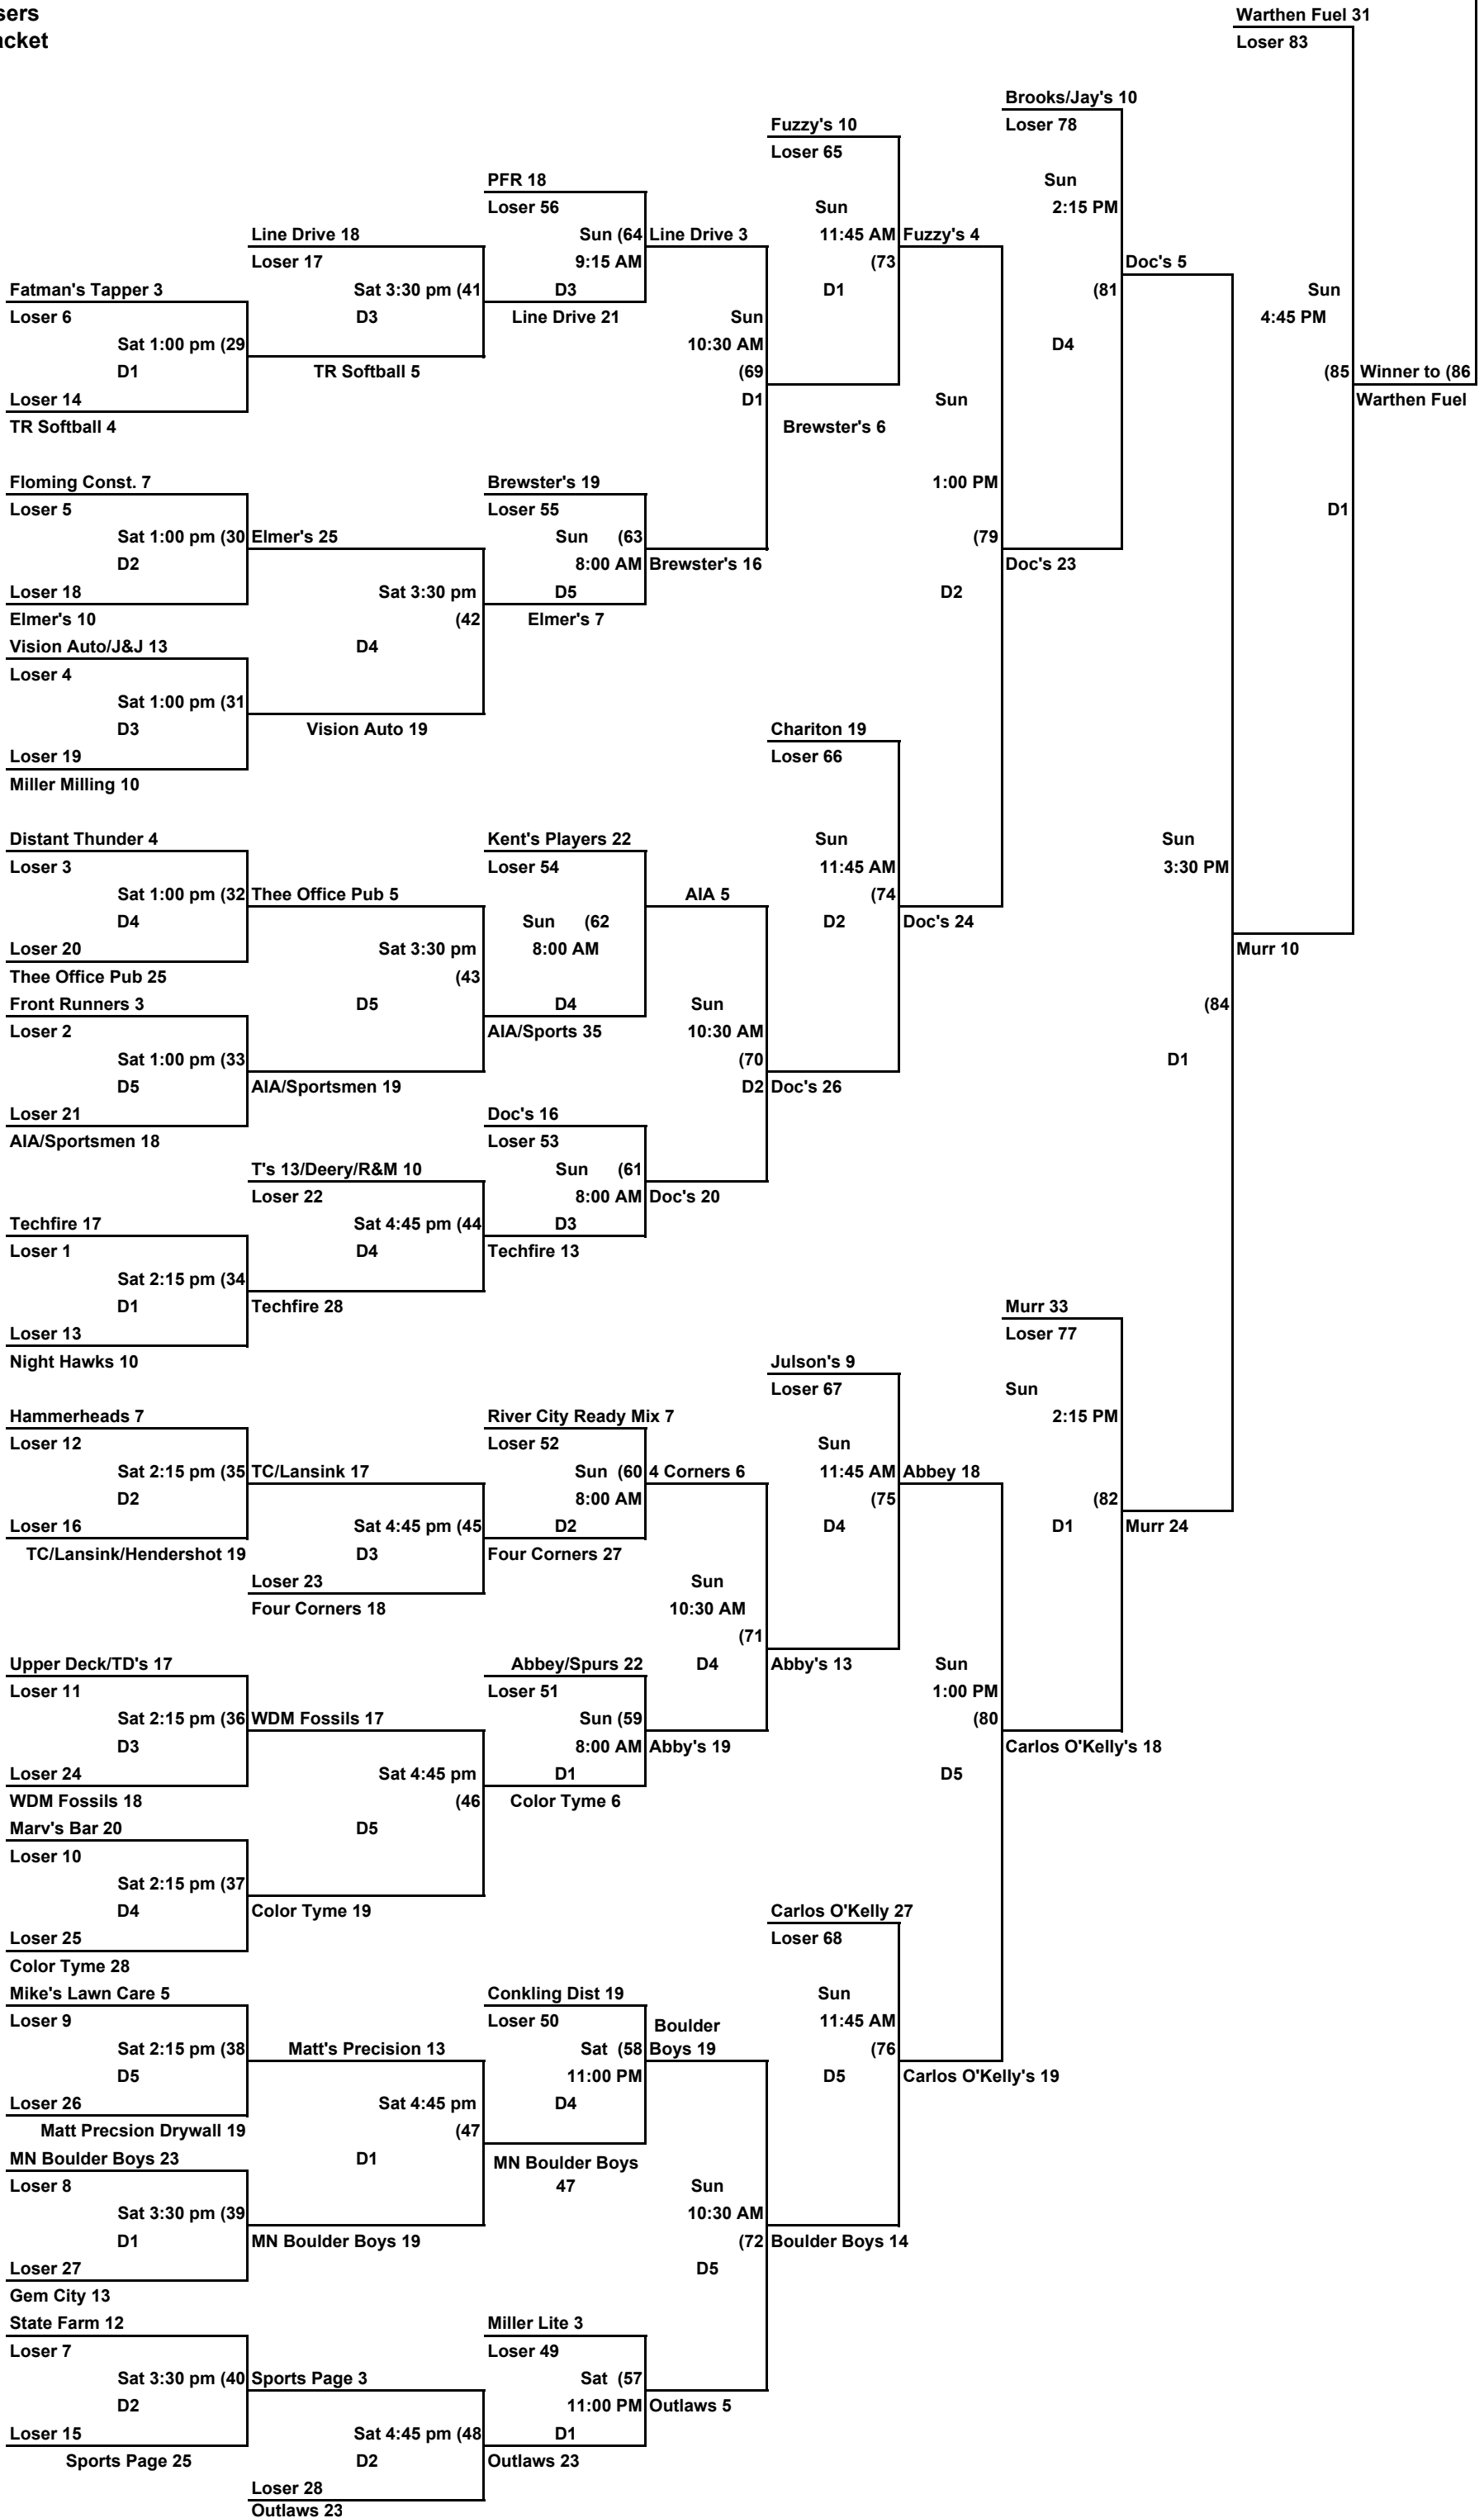 sers
acket
Warthen Fuel 31
Loser 83
Brooks/Jay's 10
Fuzzy's 10 Loser 78
Loser 65
PFR 18 Sun
Loser 56 Sun 2:15 PM
Line Drive 18 Sun (64 Line Drive 3 11:45 AM Fuzzy's 4
Loser 17 9:15 AM (73 Doc's 5
Fatman's Tapper 3 Sat 3:30 pm (41 D3 D1 (81 Sun
Loser 6 D3 Line Drive 21 Sun 4:45 PM
Sat 1:00 pm (29 10:30 AM D4
D1 TR Softball 5 (69 (85 Winner to (86
Loser 14 D1 Sun Warthen Fuel
TR Softball 4 Brewster's 6
Floming Const. 7 Brewster's 19 1:00 PM
Loser 5 Loser 55 D1
Sat 1:00 pm (30 Elmer's 25 Sun (63 (79
D2 8:00 AM Brewster's 16 Doc's 23
Loser 18 Sat 3:30 pm D5 D2
Elmer's 10 (42 Elmer's 7
Vision Auto/J&J 13 D4
Loser 4
Sat 1:00 pm (31
D3 Vision Auto 19 Chariton 19
Loser 19 Loser 66
Miller Milling 10
Distant Thunder 4 Kent's Players 22 Sun Sun
Loser 3 Loser 54 11:45 AM 3:30 PM
Sat 1:00 pm (32 Thee Office Pub 5 AIA 5 (74
D4 Sun (62 D2 Doc's 24
Loser 20 Sat 3:30 pm 8:00 AM Murr 10
Thee Office Pub 25 (43
Front Runners 3 D5 D4 Sun (84
Loser 2 AIA/Sports 35 10:30 AM
Sat 1:00 pm (33 (70 D1
D5 AIA/Sportsmen 19 D2 Doc's 26
Loser 21 Doc's 16
AIA/Sportsmen 18 Loser 53
T's 13/Deery/R&M 10 Sun (61
Loser 22 8:00 AM Doc's 20
Techfire 17 Sat 4:45 pm (44 D3
Loser 1 D4 Techfire 13
Sat 2:15 pm (34
D1 Techfire 28 Murr 33
Loser 13 Loser 77
Night Hawks 10 Julson's 9
Loser 67 Sun
Hammerheads 7 River City Ready Mix 7 2:15 PM
Loser 12 Loser 52 Sun
Sat 2:15 pm (35 TC/Lansink 17 Sun (60 4 Corners 6 11:45 AM Abbey 18
D2 8:00 AM (75 (82
Loser 16 Sat 4:45 pm (45 D2 D4 D1 Murr 24
TC/Lansink/Hendershot 19 D3 Four Corners 27
Loser 23 Sun
Four Corners 18 10:30 AM
(71
Upper Deck/TD's 17 Abbey/Spurs 22 D4 Abby's 13 Sun
Loser 11 Loser 51 1:00 PM
Sat 2:15 pm (36 WDM Fossils 17 Sun (59 (80
D3 8:00 AM Abby's 19 Carlos O'Kelly's 18
Loser 24 Sat 4:45 pm D1 D5
WDM Fossils 18 (46 Color Tyme 6
Marv's Bar 20 D5
Loser 10
Sat 2:15 pm (37
D4 Color Tyme 19 Carlos O'Kelly 27
Loser 25 Loser 68
Color Tyme 28
Mike's Lawn Care 5 Conkling Dist 19 Sun
Loser 9 Loser 50 Boulder 11:45 AM
Sat 2:15 pm (38 Matt's Precision 13 Sat (58 Boys 19 (76
D5 11:00 PM D5 Carlos O'Kelly's 19
Loser 26 Sat 4:45 pm D4
Matt Precsion Drywall 19 (47
MN Boulder Boys 23 D1 MN Boulder Boys
Loser 8 47 Sun
Sat 3:30 pm (39 10:30 AM
D1 MN Boulder Boys 19 (72 Boulder Boys 14
Loser 27 D5
Gem City 13
State Farm 12 Miller Lite 3
Loser 7 Loser 49
Sat 3:30 pm (40 Sports Page 3 Sat (57
D2 11:00 PM Outlaws 5
Loser 15 Sat 4:45 pm (48 D1
Sports Page 25 D2 Outlaws 23
Loser 28
Outlaws 23